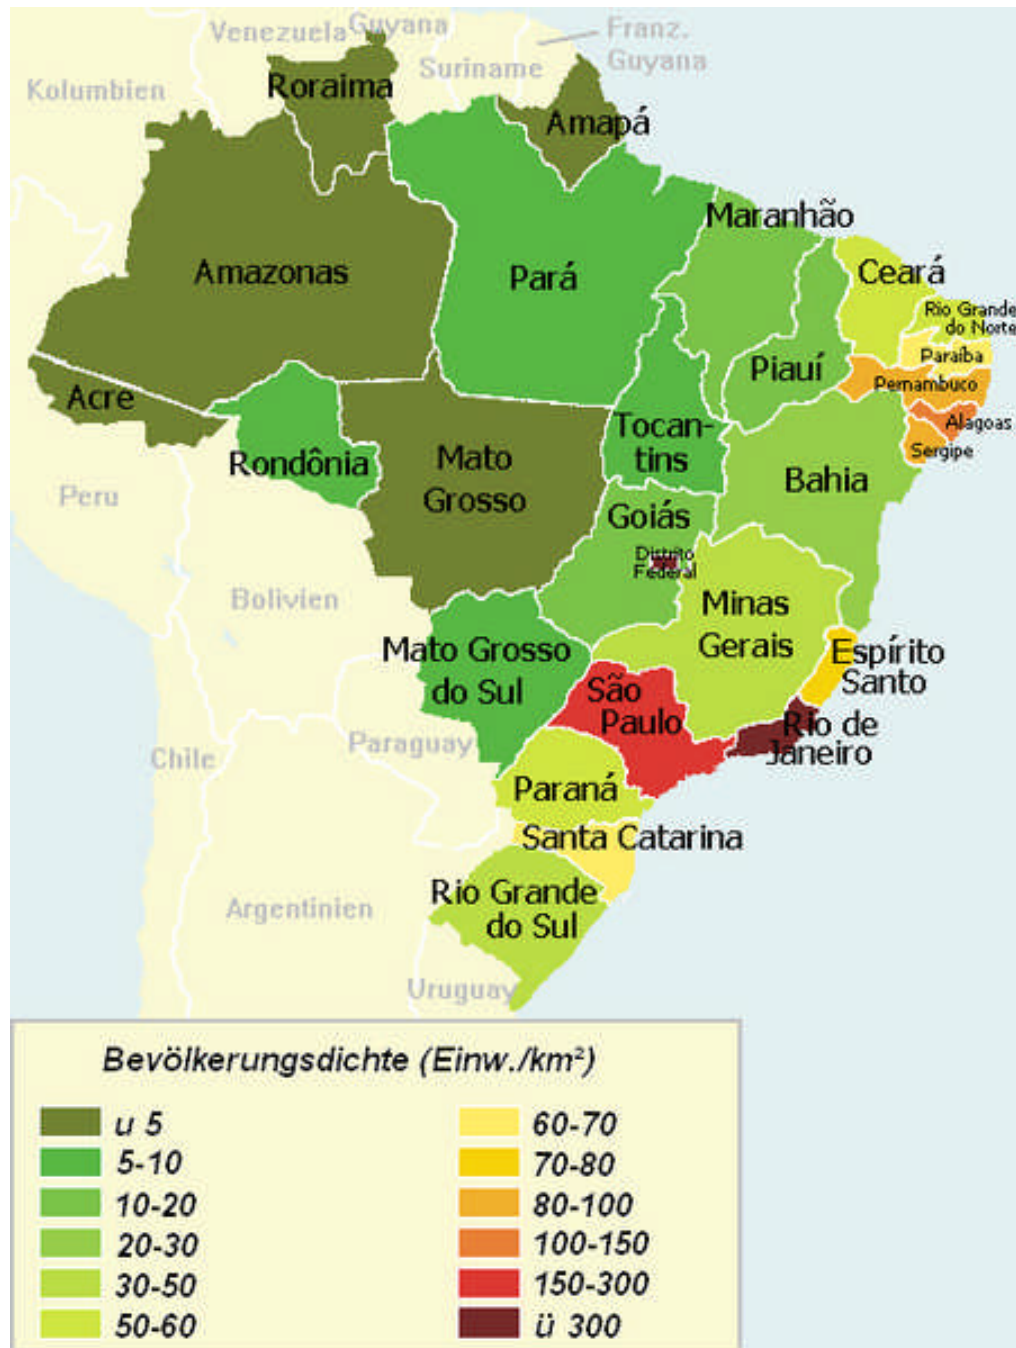 Venezuela
Guyana
Franz.
Guyana
Suriname
Kolumbien
Roraima
Amapá
Maranhão
Amazonas
Pará
Ceará
Rio Grande
do Norte
Paraíba
Piauí
Pernambuco
Acre
Alagoas
Tocan-
tins
Sergipe
Rondônia
Mato
Grosso
Bahia
Peru
Goiás
Distrito
Federal
Bolivien
Minas
Gerais
Mato Grosso
do Sul
Espírito
Santo
São
Paulo
Rio de
Janeiro
Paraguay
Chile
Paraná
Santa Catarina
Rio Grande
do Sul
Argentinien
Uruguay
Bevölkerungsdichte (Einw./km²)
u 5
5-10
10-20
20-30
30-50
50-60
60-70
70-80
80-100
100-150
150-300
ü 300